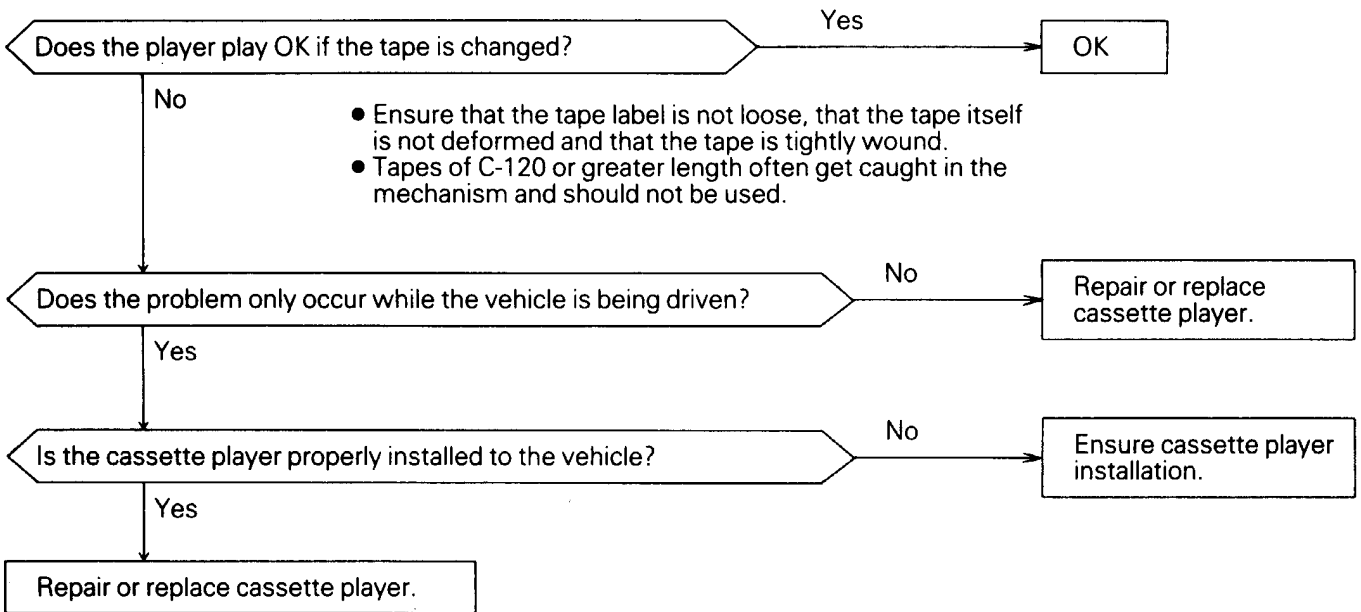 Does the player play OK if the tape is changed?
Yes
OK
No
● Ensure that the tape label is not loose, that the tape itself
is not deformed and that the tape is tightly wound.
● Tapes of C-120 or greater length often get caught in the
mechanism and should not be used.
Does the problem only occur while the vehicle is being driven?
No
Repair or replace
cassette player.
Yes
Is the cassette player properly installed to the vehicle?
No
Ensure cassette player
installation.
Yes
Repair or replace cassette player.